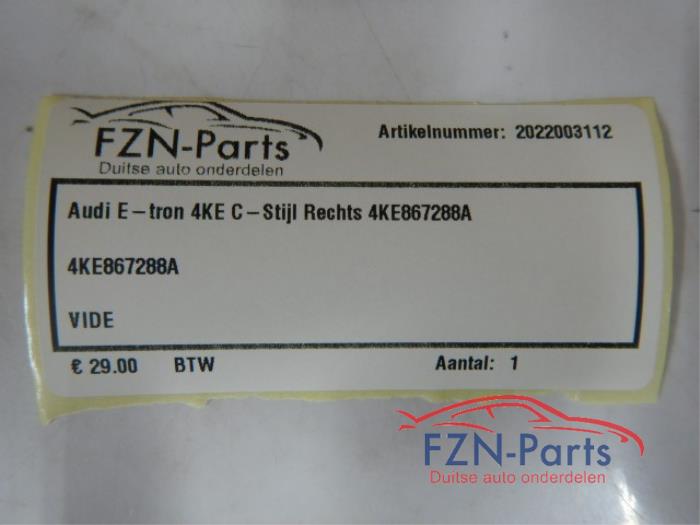 FZN-Parts
Duitse auto onderdelen
Artikelnummer: 2022003112
Audi E-tron 4KE C-Stijl Rechts 4KE867288A
4KE867288A
VIDE
€ 29.00 BTW Aantal: 1
FZN-Parts
Duitse auto onderdelen